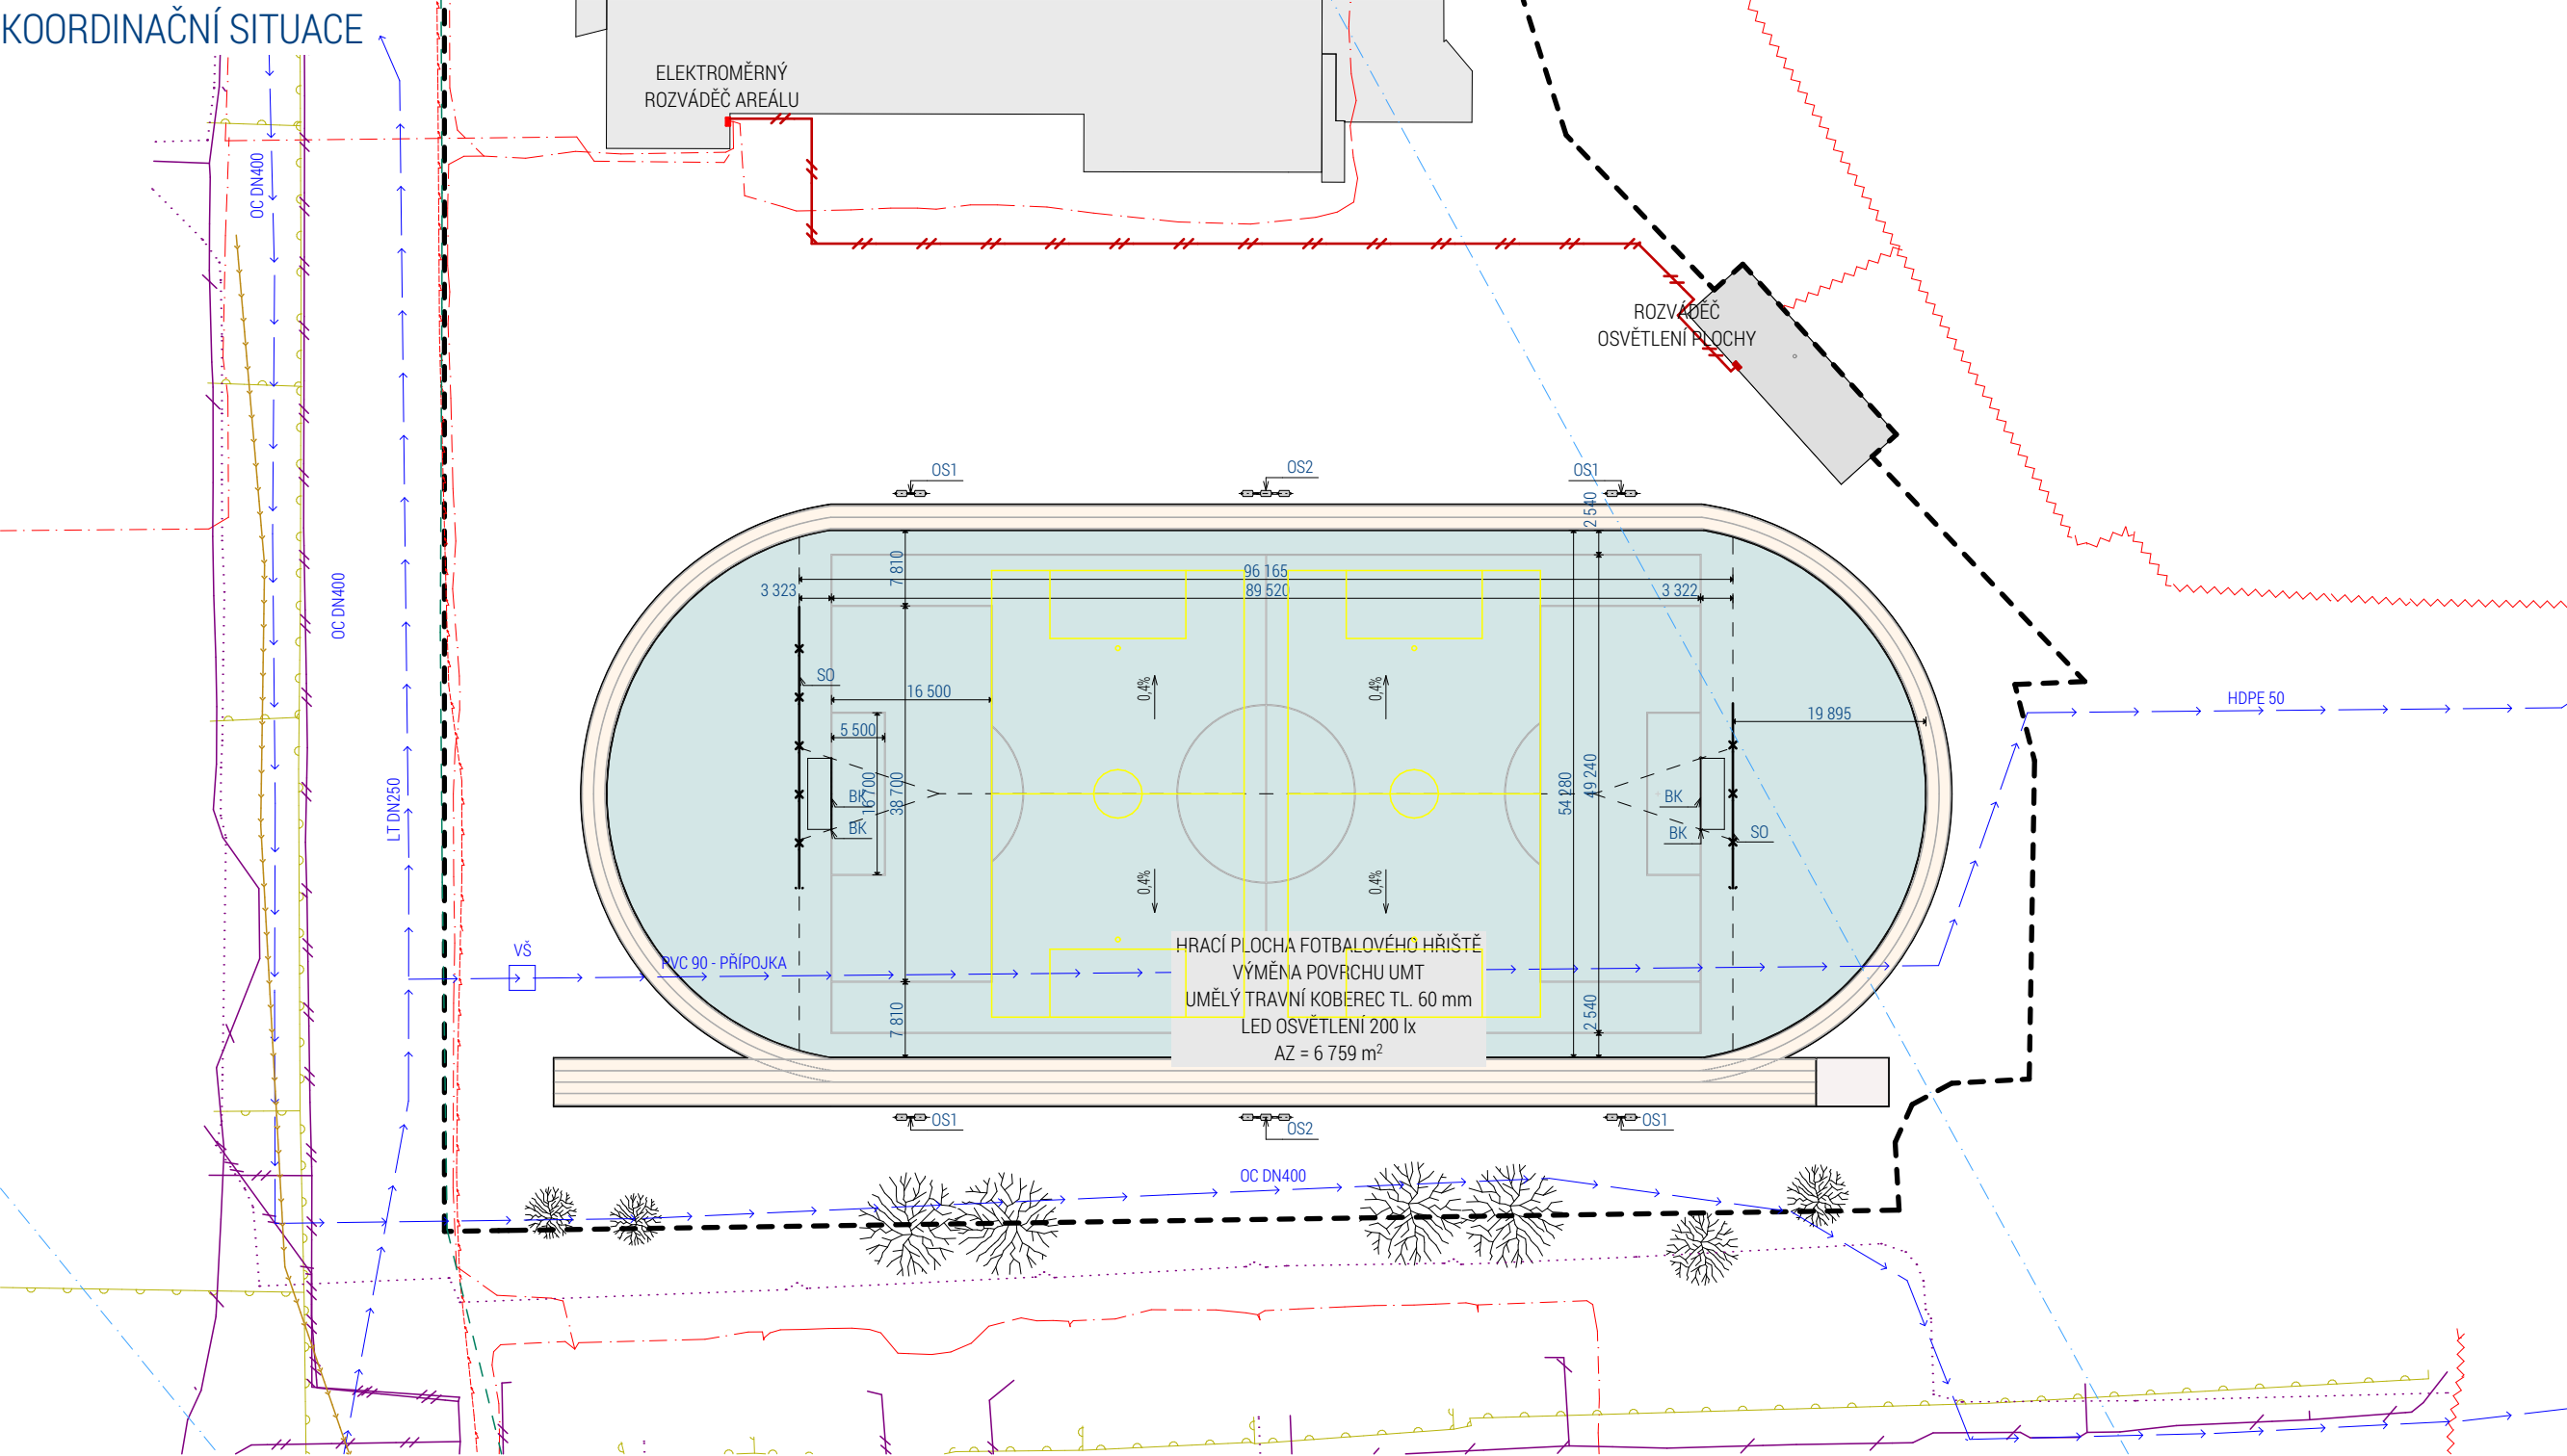 KOORDINAČNÍ SITUACE
ELEKTROMĚRNÝ
ROZVÁDĚČ AREÁLU
OC DN400
ROZVÁDĚČ
OSVĚTLENÍ PLOCHY
OS1
OS2
OS1
2 540
7 810
96 165
3 323
89 520
3 322
OC DN400
SO
16 500
0,4%
0,4%
HDPE 50
19 895
5 500
LT DN250
BK
16 700
38 700
54 280
49 240
BK
BK
BK
SO
0,4%
0,4%
VŠ
PVC 90 - PŘÍPOJKA
HRACÍ PLOCHA FOTBALOVÉHO HŘIŠTĚ
VÝMĚNA POVRCHU UMT
UMĚLÝ TRAVNÍ KOBEREC TL. 60 mm
LED OSVĚTLENÍ 200 lx
AZ = 6 759 m²
7 810
2 540
OS1
OS2
OS1
OC DN400